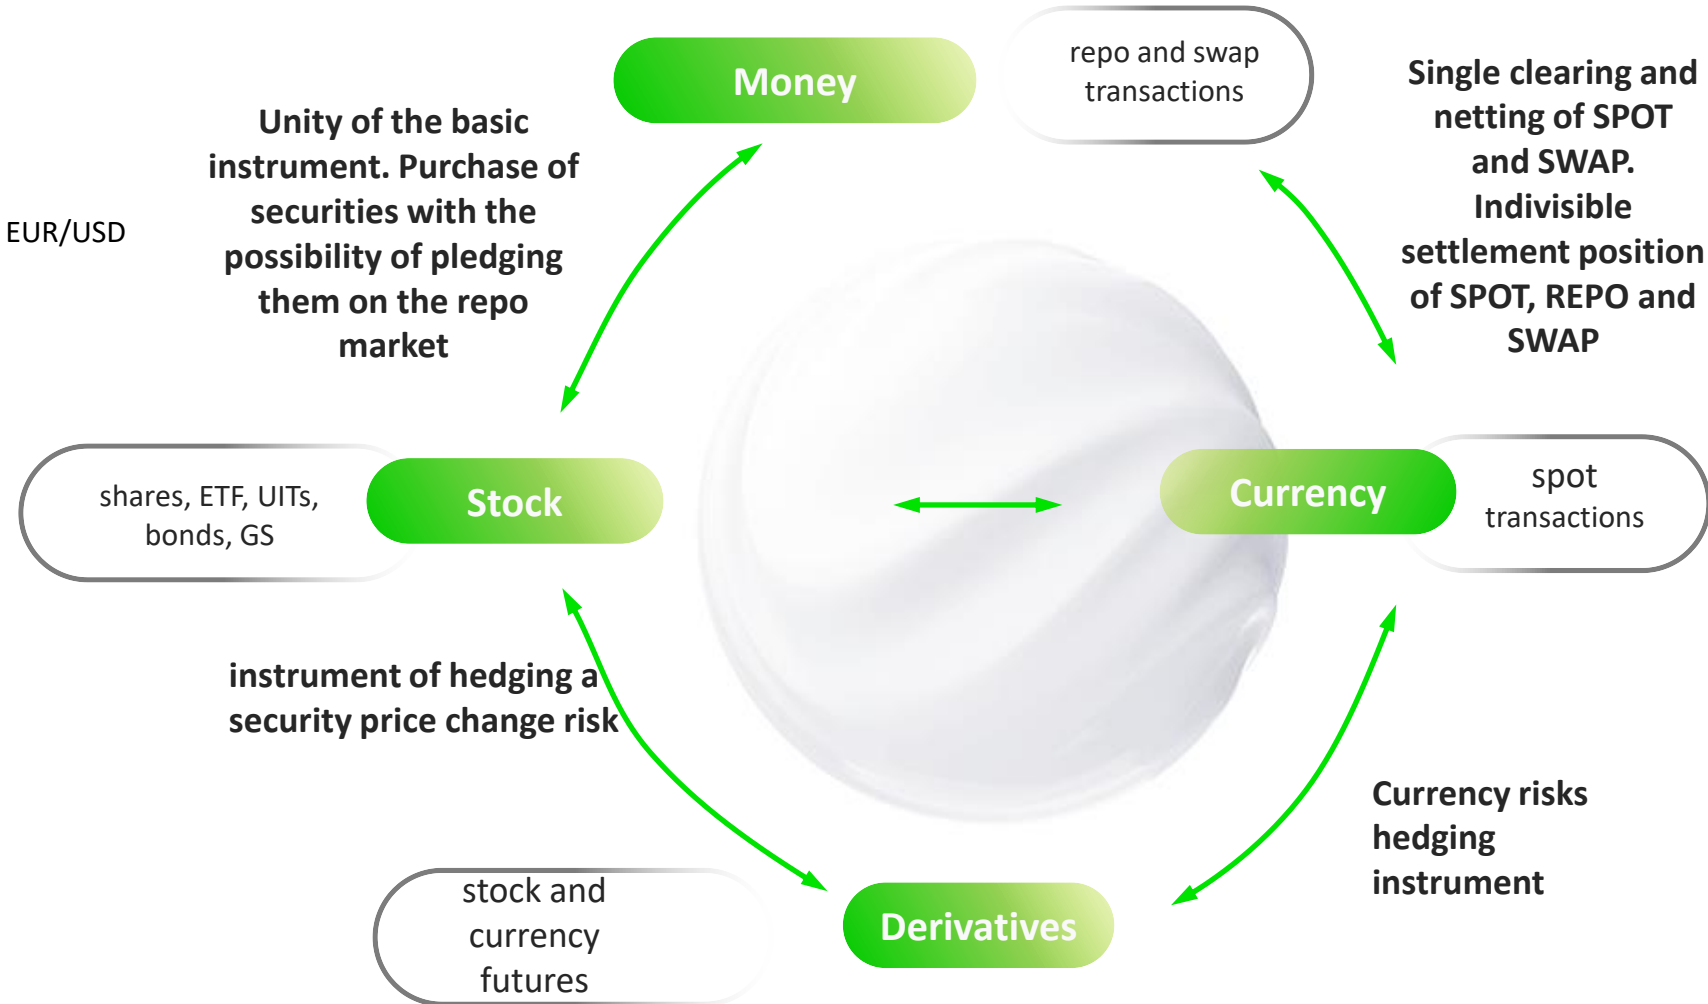 Money
repo and swap
transactions
Single clearing and
netting of SPOT
and SWAP.
Indivisible
settlement position
of SPOT, REPO and
SWAP
Unity of the basic
instrument. Purchase of
securities with the
possibility of pledging
them on the repo
market
EUR/USD
shares, ETF, UITs,
bonds, GS
Stock
Currency
spot
transactions
instrument of hedging a
security price change risk
Currency risks
hedging
instrument
stock and
currency
futures
Derivatives